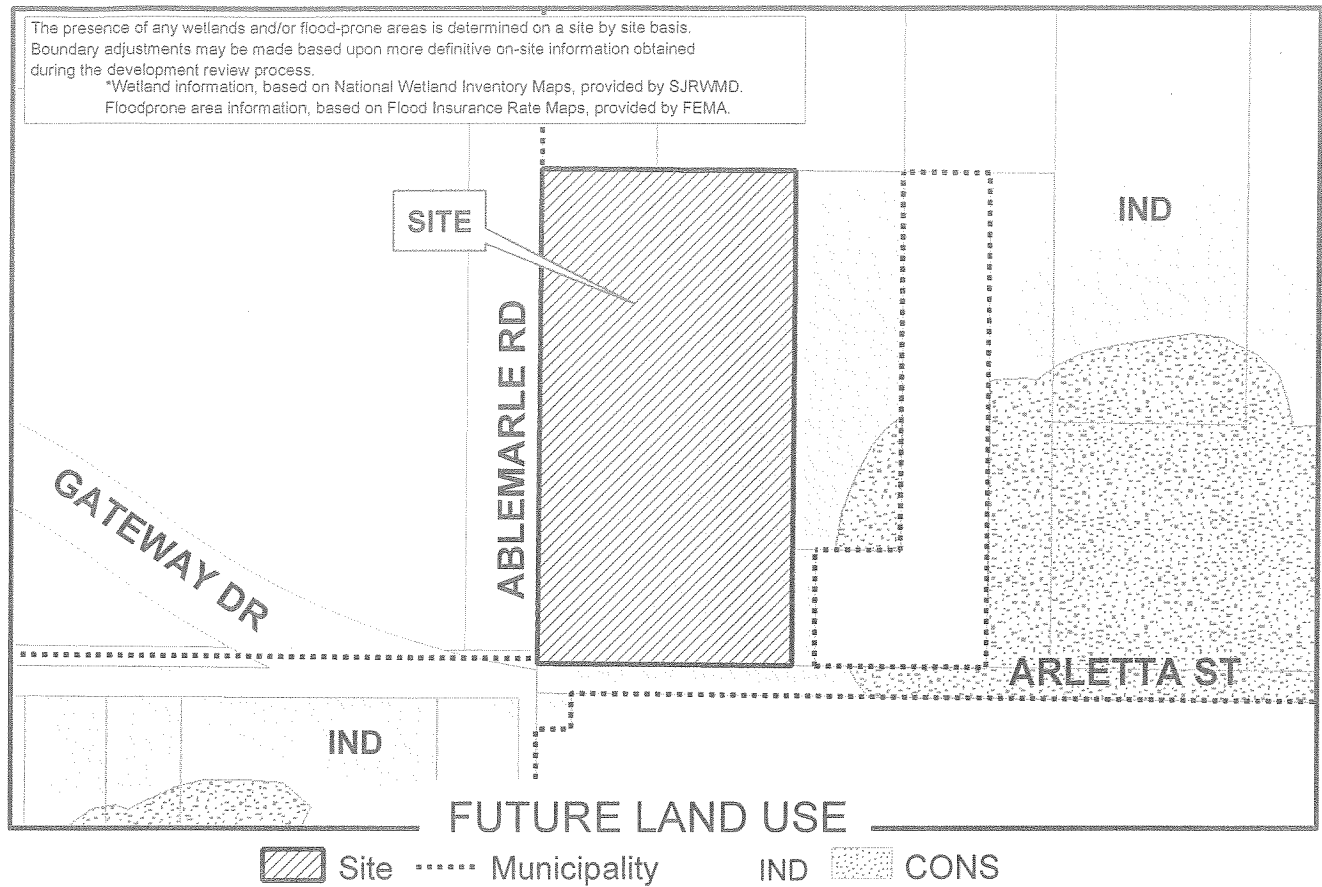 The presence of any wetlands and/or flood-prone areas is determined on a site by site basis.
Boundary adjustments may be made based upon more definitive on-site information obtained
during the development review process.
*Wetland information, based on National Wetland Inventory Maps, provided by SJRWMD.
Floodprone area information, based on Flood Insurance Rate Maps, provided by FEMA.
SITE
IND
ABLEMARLE RD
GATEWAY DR
ARLETTA ST
IND
FUTURE LAND USE
Site
Municipality
IND
CONS